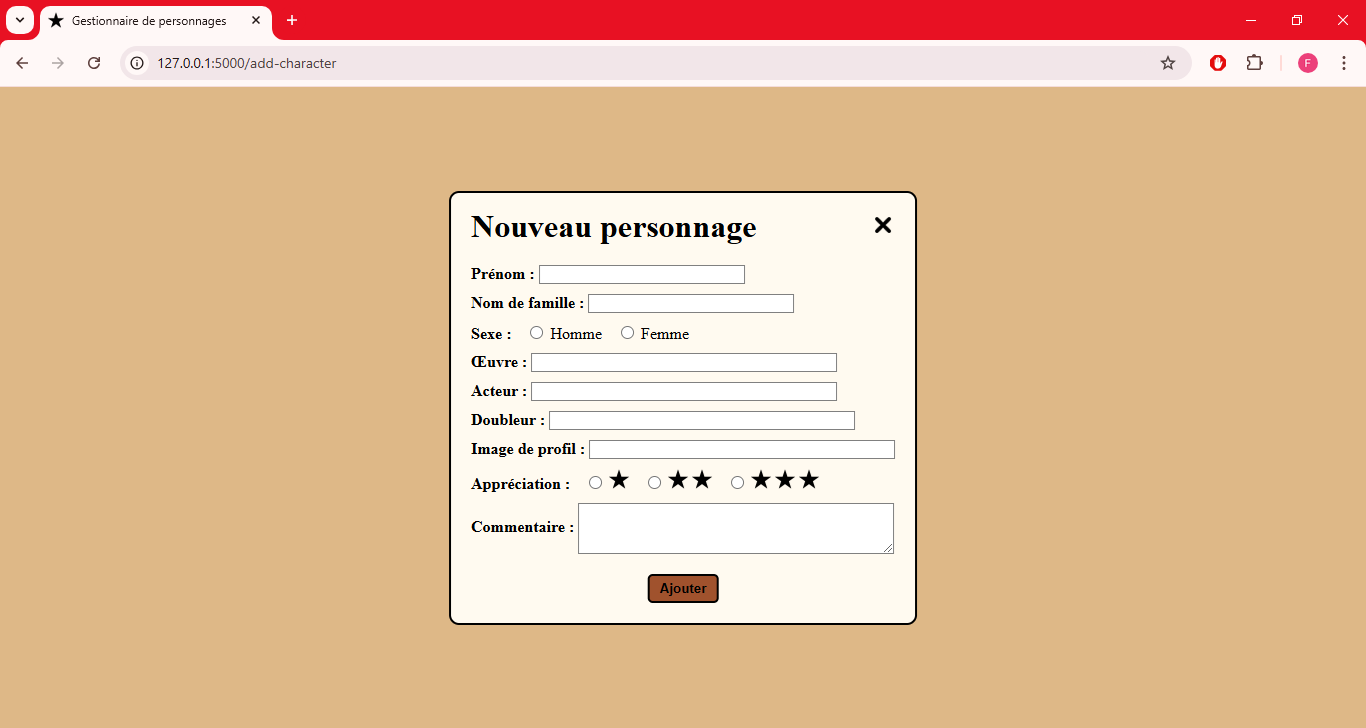 Gestionnaire de personnages
127.0.0.1:5000/add-character
F
Nouveau personnage
Prénom :
Nom de famille :
Sexe : Homme Femme
Œuvre :
Acteur :
Doubleur :
Image de profil :
Appréciation : ★ ★★ ★★★
Commentaire :
Ajouter